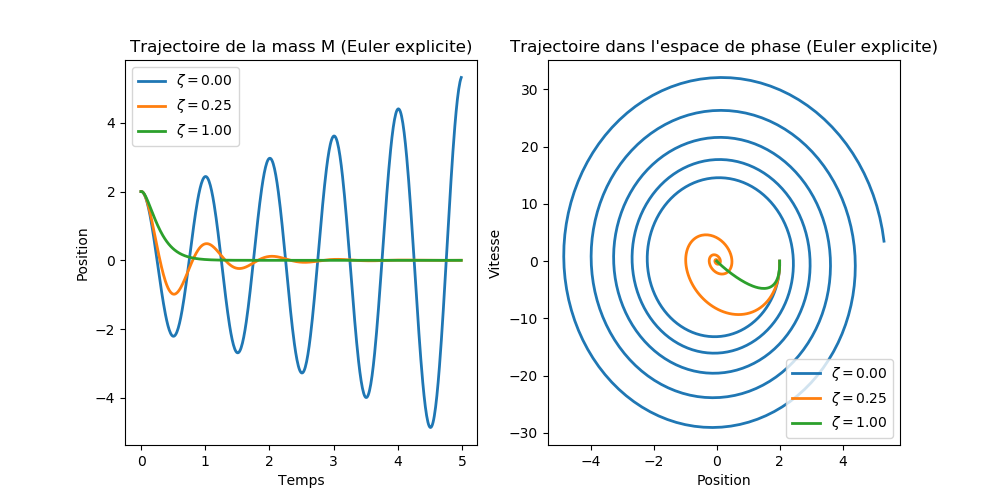 Trajectoire de la mass M (Euler explicite)
ζ = 0.00
ζ = 0.25
ζ = 1.00
4
2
0
−2
−4
Position
0 1 2 3 4 5
Temps
Trajectoire dans l'espace de phase (Euler explicite)
30
20
10
0
−10
−20
−30
Vitesse
ζ = 0.00
ζ = 0.25
ζ = 1.00
−4 −2 0 2 4
Position